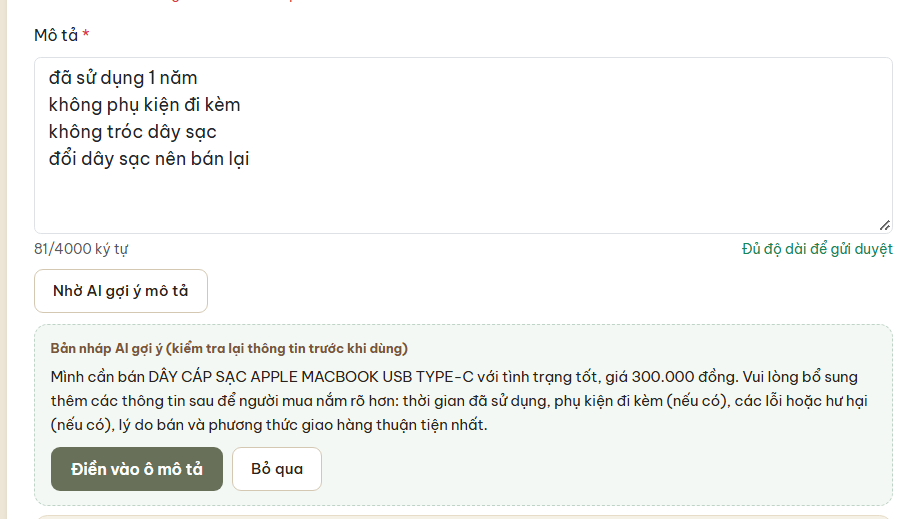 Mô tả *
đã sử dụng 1 năm
không phụ kiện đi kèm
không tróc dây sạc
đổi dây sạc nên bán lại
81/4000 ký tự
Đủ độ dài để gửi duyệt
Nhờ AI gợi ý mô tả
Bản nháp AI gợi ý (kiểm tra lại thông tin trước khi dùng)
Mình cần bán DÂY CÁP SẠC APPLE MACBOOK USB TYPE-C với tình trạng tốt, giá 300.000 đồng. Vui lòng bổ sung
thêm các thông tin sau để người mua nắm rõ hơn: thời gian đã sử dụng, phụ kiện đi kèm (nếu có), các lỗi hoặc hư hại
(nếu có), lý do bán và phương thức giao hàng thuận tiện nhất.
Điền vào ô mô tả
Bỏ qua